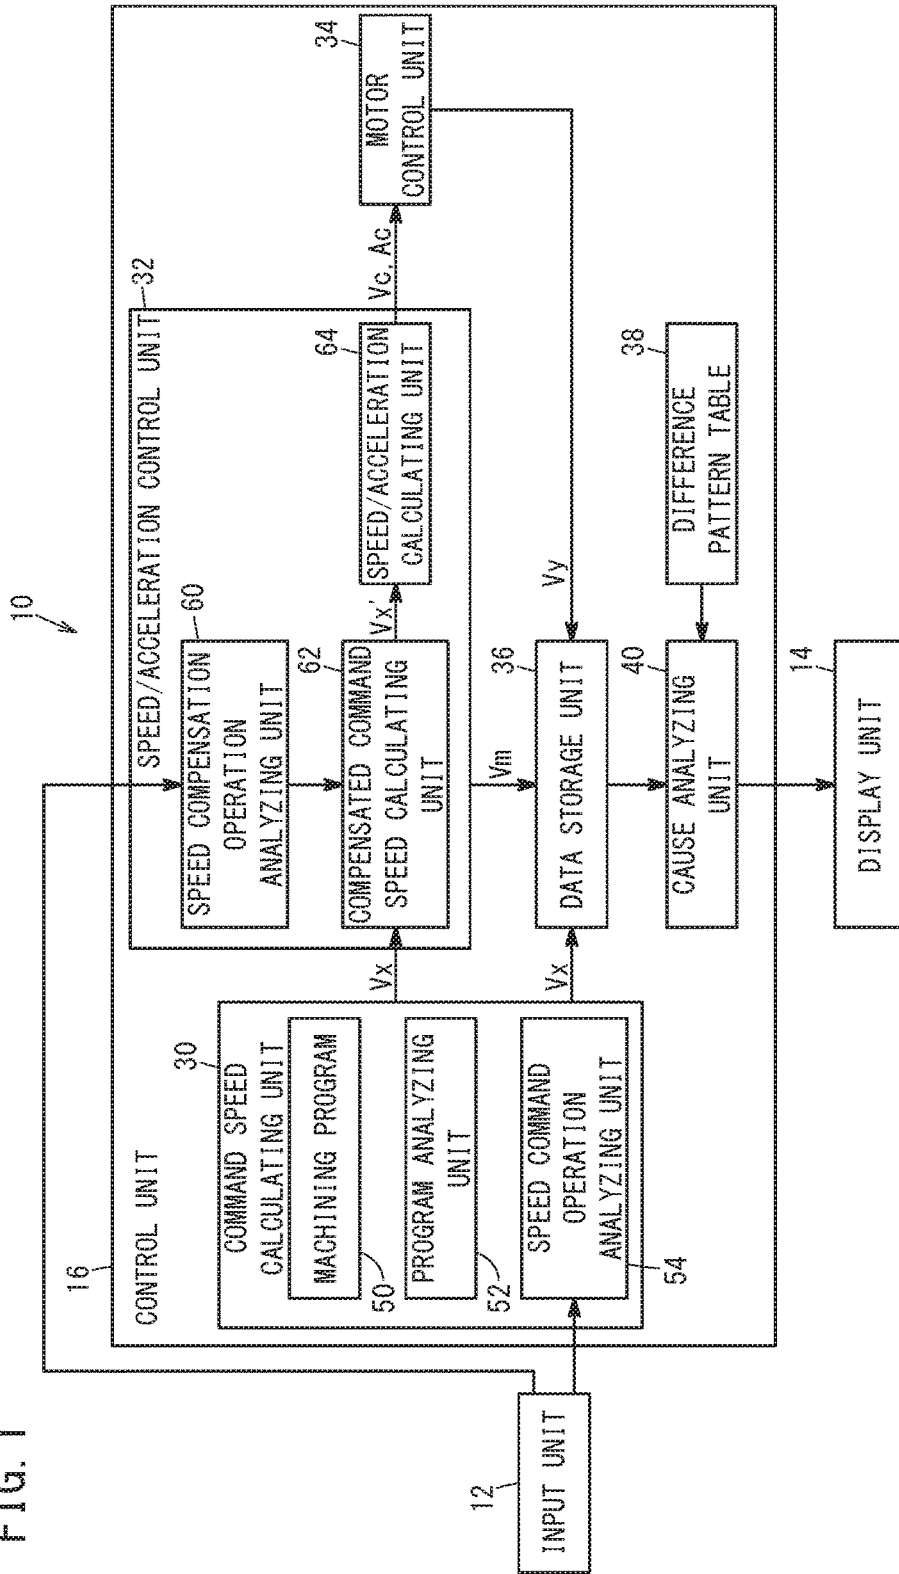 FIG. 1
10
16
CONTROL UNIT
SPEED/ACCELERATION CONTROL UNIT
32
30
COMMAND SPEED
CALCULATING UNIT
MACHINING PROGRAM
50
PROGRAM ANALYZING
UNIT
52
SPEED COMMAND
OPERATION
ANALYZING UNIT
54
12
INPUT UNIT
60
SPEED COMPENSATION
OPERATION
ANALYZING UNIT
62
COMPENSATED COMMAND
SPEED CALCULATING
UNIT
Vx
Vx'
64
SPEED/ACCELERATION
CALCULATING UNIT
Vc, Ac
34
MOTOR
CONTROL UNIT
Vm
Vx
Vy
36
DATA STORAGE UNIT
38
DIFFERENCE
PATTERN TABLE
40
CAUSE ANALYZING
UNIT
14
DISPLAY UNIT